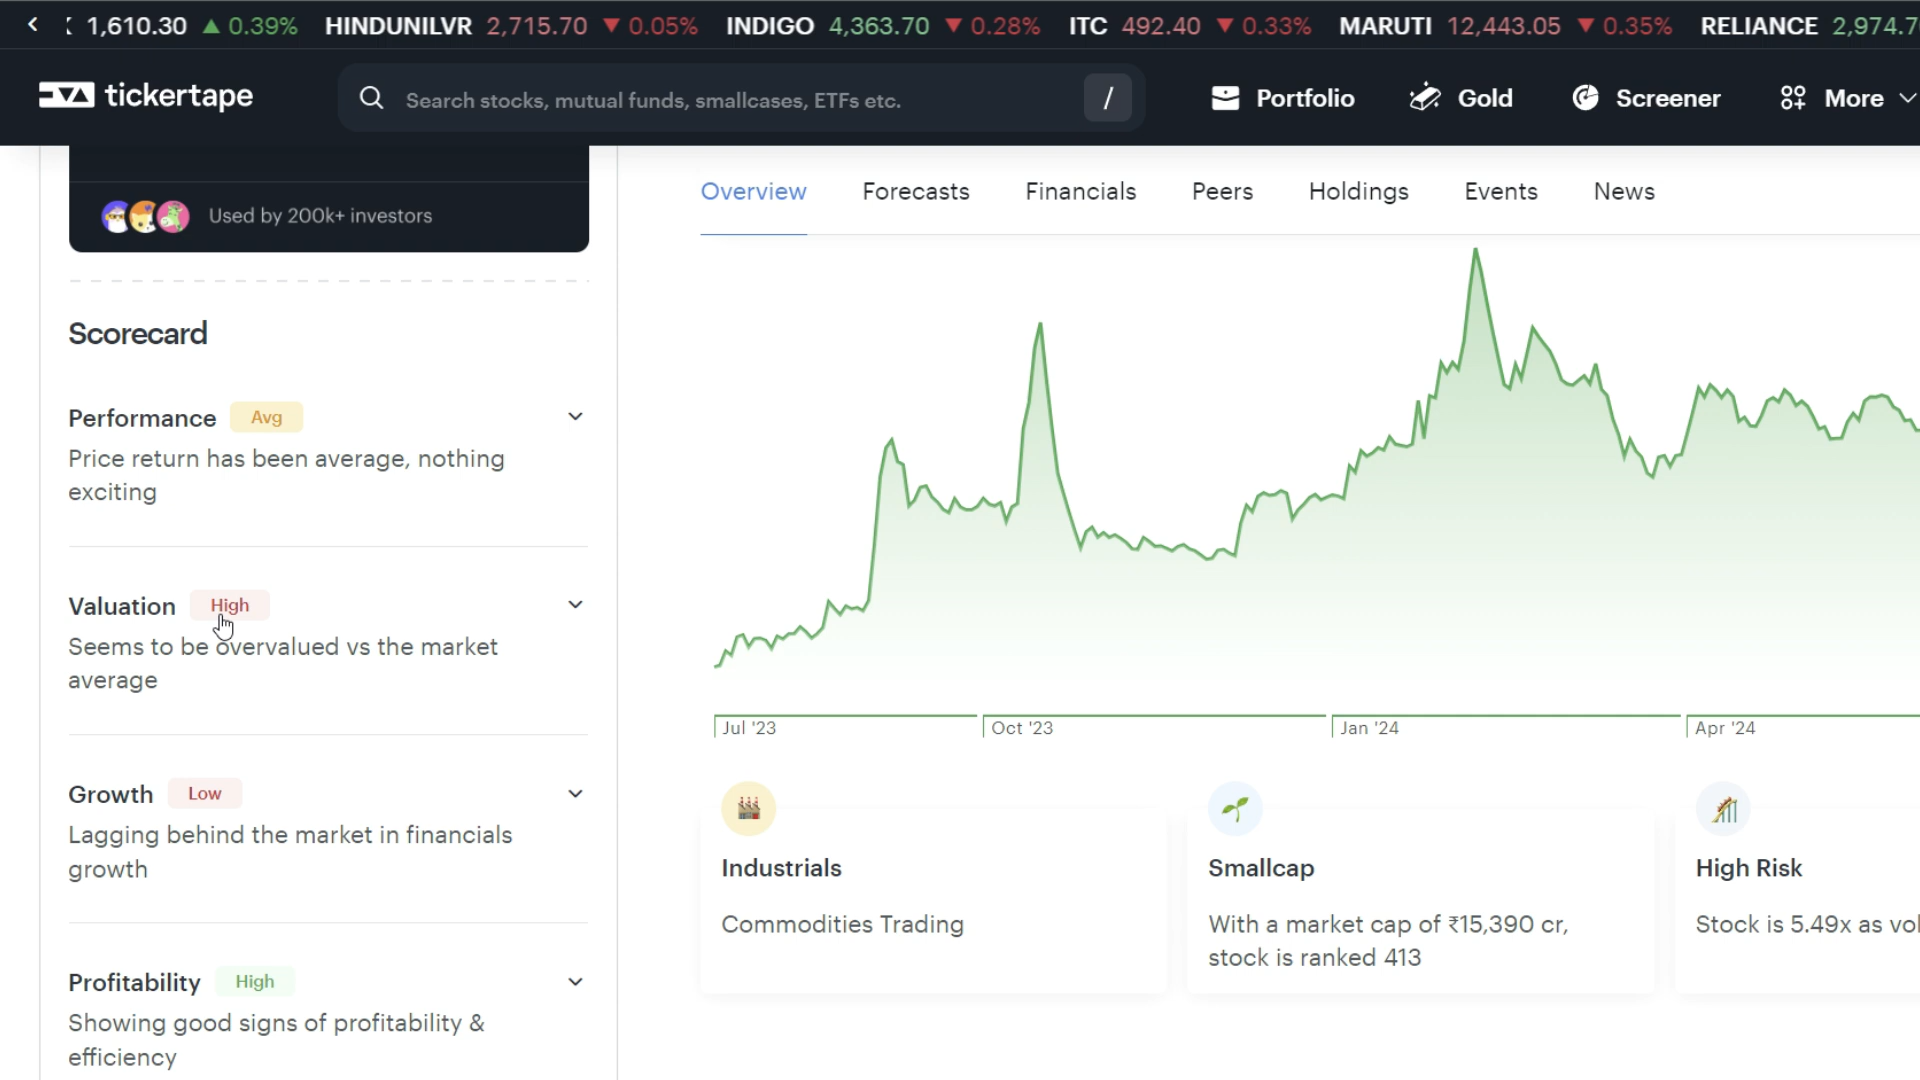 1,610.30 ▲ 0.39% HINDUNILVR 2,715.70 ▼ 0.05% INDIGO 4,363.70 ▼ 0.28% ITC 492.40 ▼ 0.33% MARUTI 12,443.05 ▼ 0.35% RELIANCE 2,974.7
tickertape
Search stocks, mutual funds, smallcases, ETFs etc.
/
Portfolio
Gold
Screener
More
Used by 200k+ investors
Overview Forecasts Financials Peers Holdings Events News
Scorecard
Performance Avg
Price return has been average, nothing
exciting
Valuation High
Seems to be overvalued vs the market
average
Growth Low
Lagging behind the market in financials
growth
Profitability High
Showing good signs of profitability &
efficiency
Jul '23 Oct '23 Jan '24 Apr '24
Industrials
Commodities Trading
Smallcap
With a market cap of ₹15,390 cr,
stock is ranked 413
High Risk
Stock is 5.49x as vol